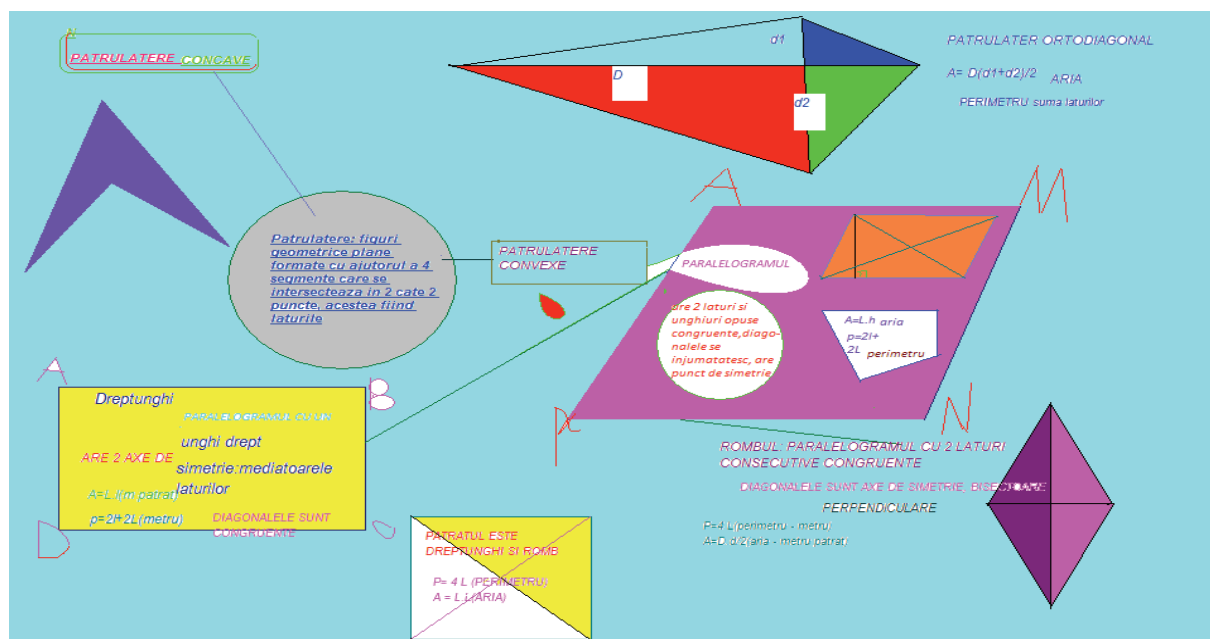 PATRULATERE CONCAVE
d1
D
d2
PATRULATER ORTODIAGONAL
A= D(d1+d2)/2 ARIA
PERIMETRU suma laturilor
A
M
Patrulatere: figuri
geometrice plane
formate cu ajutorul a 4
segmente care se
intersecteaza in 2 cate 2
puncte, acestea fiind
laturile
PATRULATERE
CONVEXE
PARALELOGRAMUL
are 2 laturi si
unghiuri opuse
congruente,diago-
nalele se
injumatatesc, are
punct de simetrie
A=L.h aria
p=2l+
2L perimetru
N
A
B
Dreptunghi
PARALELOGRAMUL CU UN
unghi drept
ARE 2 AXE DE
simetrie:mediatoarele
laturilor
A=L.l(m patrat)
p=2l+2L(metru)
DIAGONALELE SUNT
CONGRUENTE
D
C
PATRATUL ESTE
DREPTUNGHI SI ROMB
P= 4 L (PERIMETRU)
A = L.L(ARIA)
ROMBUL: PARALELOGRAMUL CU 2 LATURI
CONSECUTIVE CONGRUENTE
DIAGONALELE SUNT AXE DE SIMETRIE, BISECTOARE
PERPENDICULARE
P=4 L(perimetru - metru)
A=D d/2(aria - metru patrat)